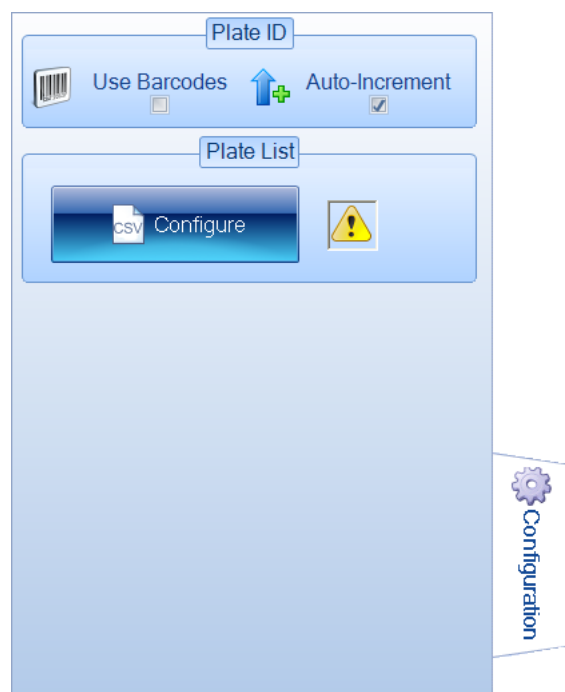 Plate ID
Use Barcodes Auto-Increment
Plate List
CSV Configure
Configuration